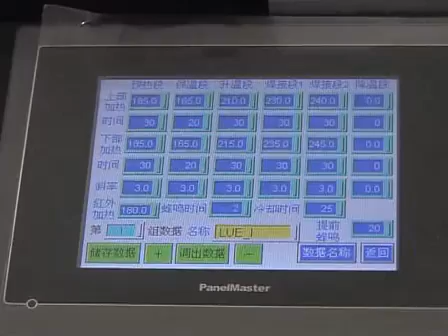 预热段 保温段 升温段 焊接段1 焊接段2 降温段
上部加热 165.0 165.0 210.0 230.0 240.0 0.0
时间 30 20 30 30 30 0
下部加热 165.0 165.0 215.0 235.0 245.0 0.0
时间 30 20 30 30 30 0
斜率 3.0 3.0 3.0 3.0 3.0 0.0
红外加热 180.0 蜂鸣时间 2 冷却时间 25
第 1 组数据 名称 LUE_I 提前蜂鸣 20
储存数据 + 调出数据 - 数据名称 返回
PanelMaster